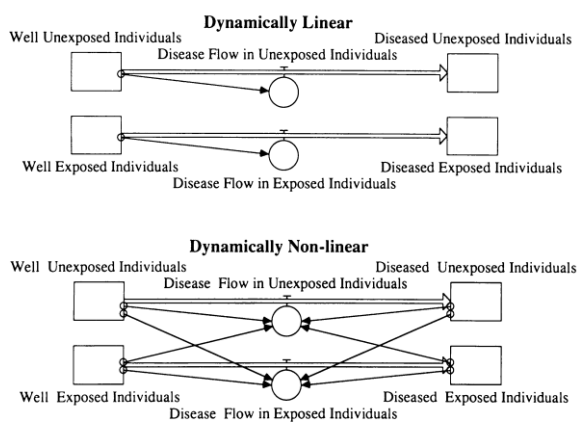 Dynamically Linear
Well Unexposed Individuals
Diseased Unexposed Individuals
Disease Flow in Unexposed Individuals
Well Exposed Individuals
Diseased Exposed Individuals
Disease Flow in Exposed Individuals
Dynamically Non-linear
Well Unexposed Individuals
Diseased Unexposed Individuals
Disease Flow in Unexposed Individuals
Well Exposed Individuals
Diseased Exposed Individuals
Disease Flow in Exposed Individuals